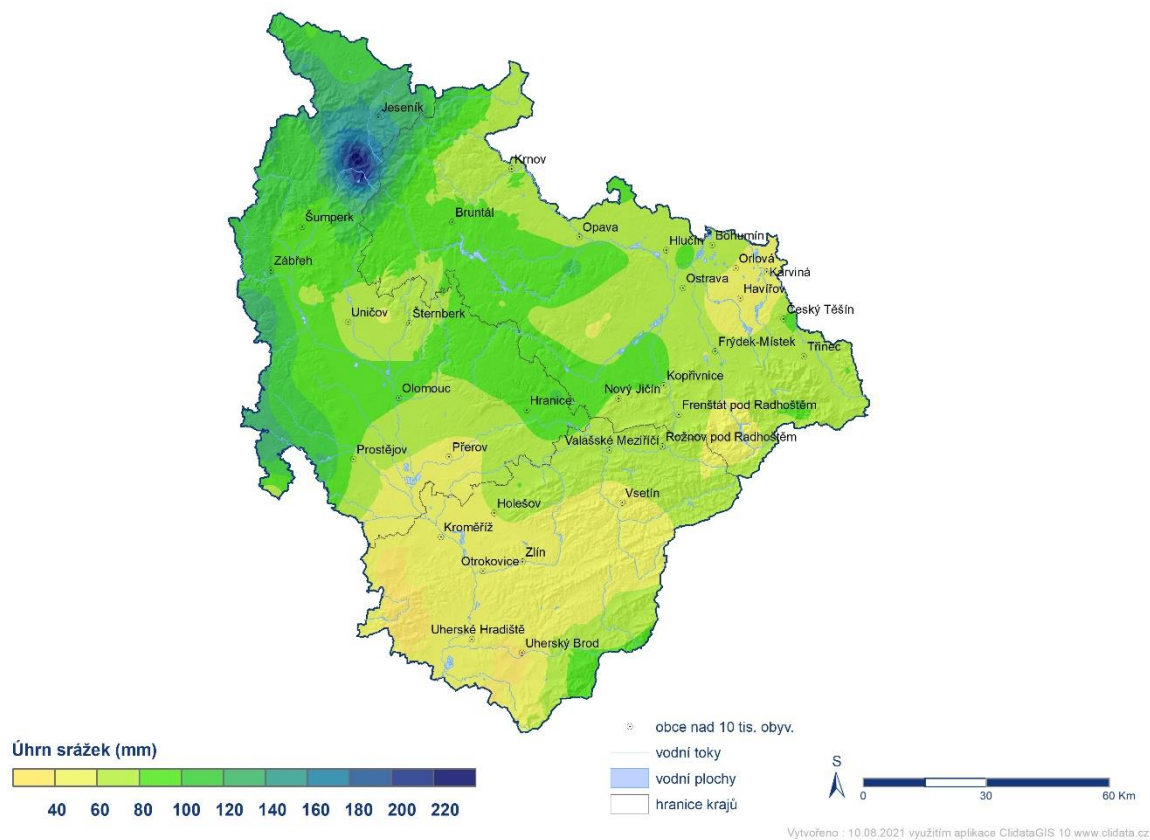 Jeseník
Krnov
Šumperk
Bruntál
Opava
Hlučín
Bohumín
Zábřeh
Orlová
Karviná
Ostrava
Havířov
Uničov
Šternberk
Český Těšín
Frýdek-Místek
Třinec
Olomouc
Nový Jičín
Kopřivnice
Hranice
Frenštát pod Radhoštěm
Prostějov
Přerov
Valašské Meziříčí
Rožnov pod Radhoštěm
Vsetín
Holešov
Kroměříž
Zlín
Otrokovice
Uherské Hradiště
Uherský Brod
Úhrn srážek (mm)
40 60 80 100 120 140 160 180 200 220
obce nad 10 tis. obyv.
vodní toky
vodní plochy
hranice krajů
S
0 30 60 Km
Vytvořeno : 10.08.2021 využitím aplikace ClidataGIS 10 www.clidata.cz